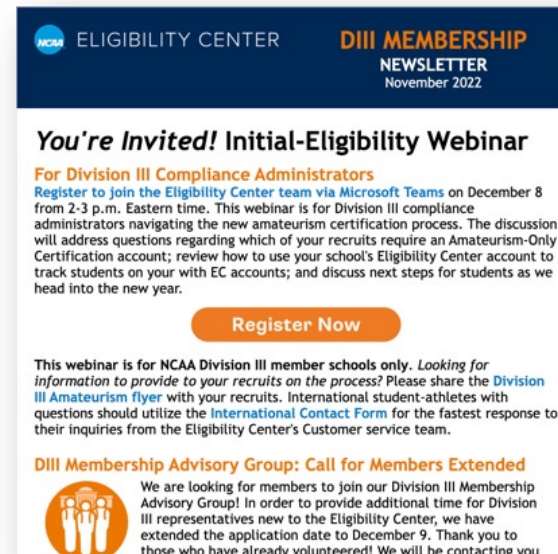 NCAA ELIGIBILITY CENTER
DIII MEMBERSHIP
NEWSLETTER
November 2022
You're Invited! Initial-Eligibility Webinar
For Division III Compliance Administrators
Register to join the Eligibility Center team via Microsoft Teams on December 8
from 2-3 p.m. Eastern time. This webinar is for Division III compliance
administrators navigating the new amateurism certification process. The discussion
will address questions regarding which of your recruits require an Amateurism-Only
Certification account; review how to use your school's Eligibility Center account to
track students on your with EC accounts; and discuss next steps for students as we
head into the new year.
Register Now
This webinar is for NCAA Division III member schools only. Looking for
information to provide to your recruits on the process? Please share the Division
III Amateurism flyer with your recruits. International student-athletes with
questions should utilize the International Contact Form for the fastest response to
their inquiries from the Eligibility Center's Customer service team.
DIII Membership Advisory Group: Call for Members Extended
We are looking for members to join our Division III Membership
Advisory Group! In order to provide additional time for Division
III representatives new to the Eligibility Center, we have
extended the application date to December 9. Thank you to
those who have already volunteered! We will be contacting you